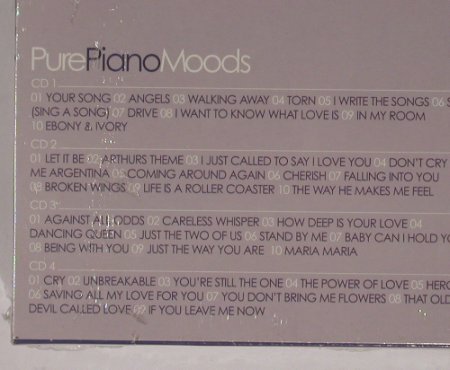 PurePianoMoods
CD 1
01 YOUR SONG 02 ANGELS 03 WALKING AWAY 04 TORN 05 I WRITE THE SONGS 06 S
(SING A SONG) 07 DRIVE 08 I WANT TO KNOW WHAT LOVE IS 09 IN MY ROOM
10 EBONY & IVORY
CD 2
01 LET IT BE 02 ARTHURS THEME 03 I JUST CALLED TO SAY I LOVE YOU 04 DON'T CRY
ME ARGENTINA 05 COMING AROUND AGAIN 06 CHERISH 07 FALLING INTO YOU
08 BROKEN WINGS 09 LIFE IS A ROLLER COASTER 10 THE WAY HE MAKES ME FEEL
CD 3
01 AGAINST ALL ODDS 02 CARELESS WHISPER 03 HOW DEEP IS YOUR LOVE 04
DANCING QUEEN 05 JUST THE TWO OF US 06 STAND BY ME 07 BABY CAN I HOLD YO
08 BEING WITH YOU 09 JUST THE WAY YOU ARE 10 MARIA MARIA
CD 4
01 CRY 02 UNBREAKABLE 03 YOU'RE STILL THE ONE 04 THE POWER OF LOVE 05 HERO
06 SAVING ALL MY LOVE FOR YOU 07 YOU DON'T BRING ME FLOWERS 08 THAT OLD
DEVIL CALLED LOVE 09 IF YOU LEAVE ME NOW